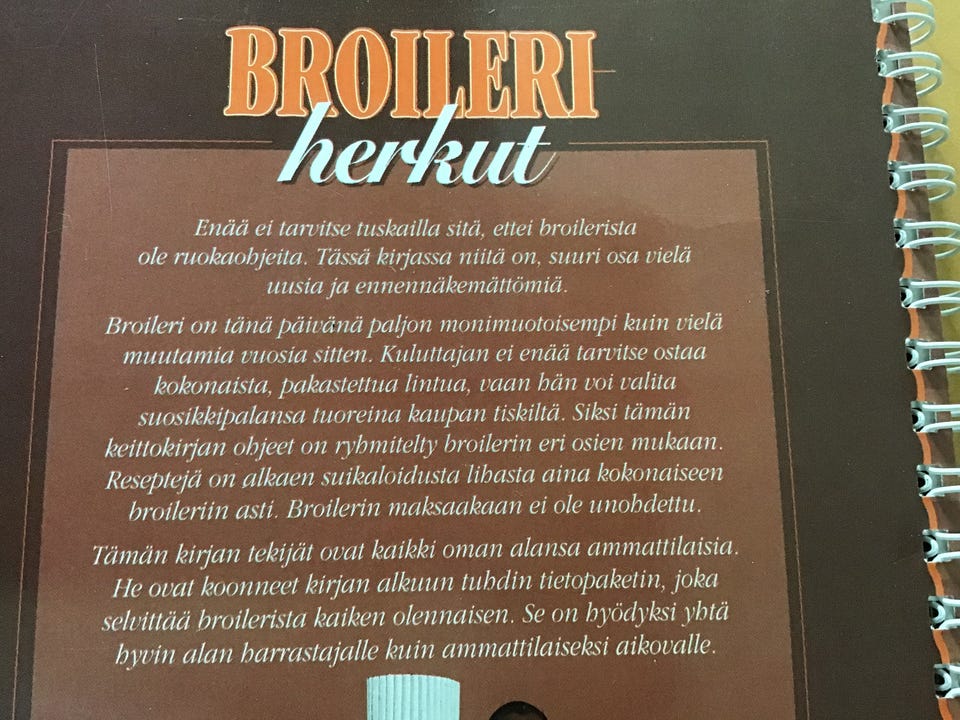 BROILERI
herkut
Enää ei tarvitse tuskailla sitä, ettei broilerista
ole ruokaohjeita. Tässä kirjassa niitä on, suuri osa vielä
uusia ja ennennäkemättömiä.
Broileri on tänä päivänä paljon monimuotoisempi kuin vielä
muutamia vuosia sitten. Kuluttajan ei enää tarvitse ostaa
kokonaista, pakastettua lintua, vaan hän voi valita
suosikkipalansa tuoreina kaupan tiskiltä. Siksi tämän
keittokirjan ohjeet on ryhmitelty broilerin eri osien mukaan.
Reseptejä on alkaen suikaloidusta lihasta aina kokonaiseen
broileriin asti. Broilerin maksaakaan ei ole unohdettu.
Tämän kirjan tekijät ovat kaikki oman alansa ammattilaisia.
He ovat koonneet kirjan alkuun tuhdin tietopaketin, joka
selvittää broilerista kaiken olennaisen. Se on hyödyksi yhtä
hyvin alan harrastajalle kuin ammattilaiseksi aikovalle.